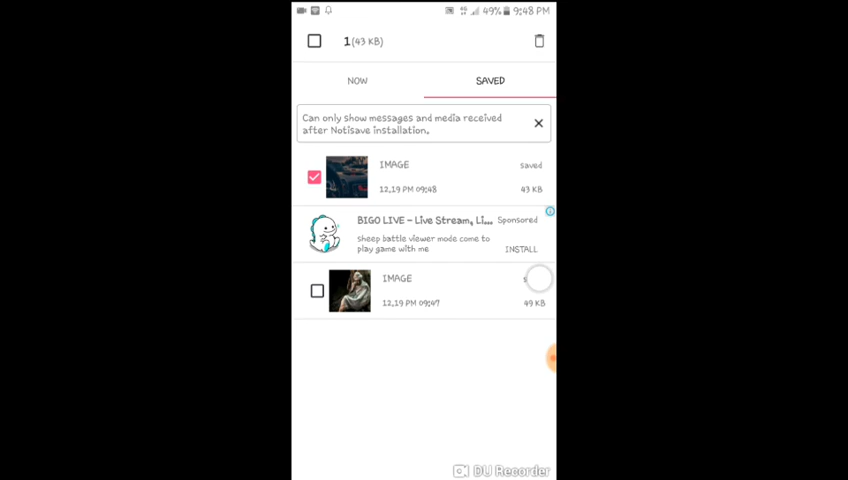 49% 9:48 PM
1(43 KB)
NOW
SAVED
Can only show messages and media received
after Notisave installation.
IMAGE
saved
12.19 PM 09:48
43 KB
BIGO LIVE - Live Stream, Li...
Sponsored
sheep battle viewer mode come to
play game with me
INSTALL
IMAGE
12.19 PM 09:47
49 KB
DU Recorder